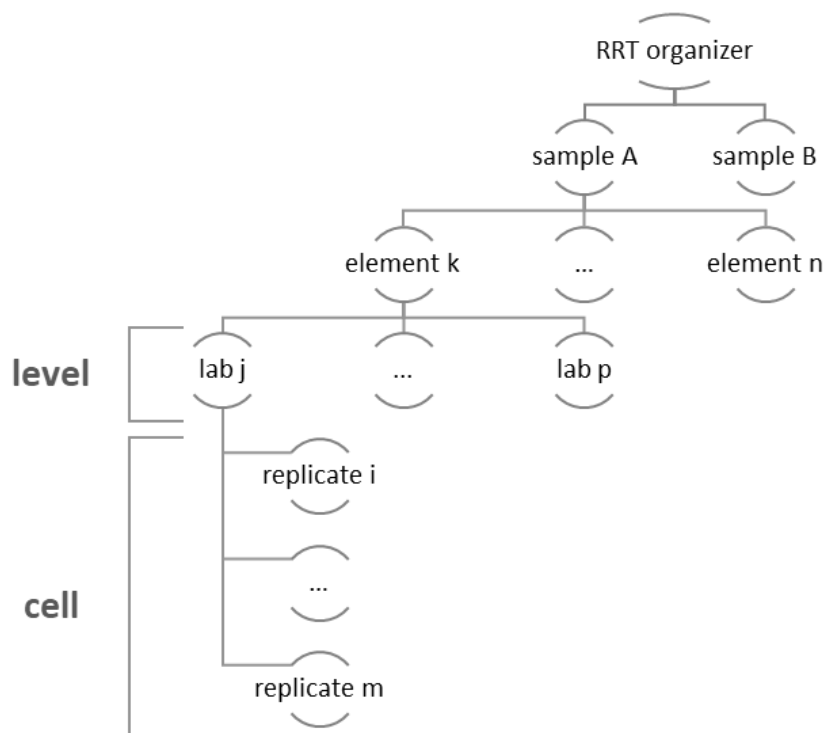 RRT organizer
sample A
sample B
element k
...
element n
level
lab j
...
lab p
replicate i
cell
...
replicate m